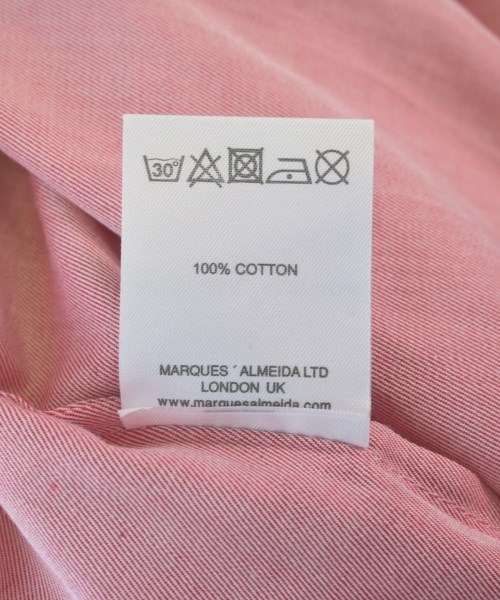 30°
100% COTTON
MARQUES ´ALMEIDA LTD
LONDON UK
www.marquesalmeida.com